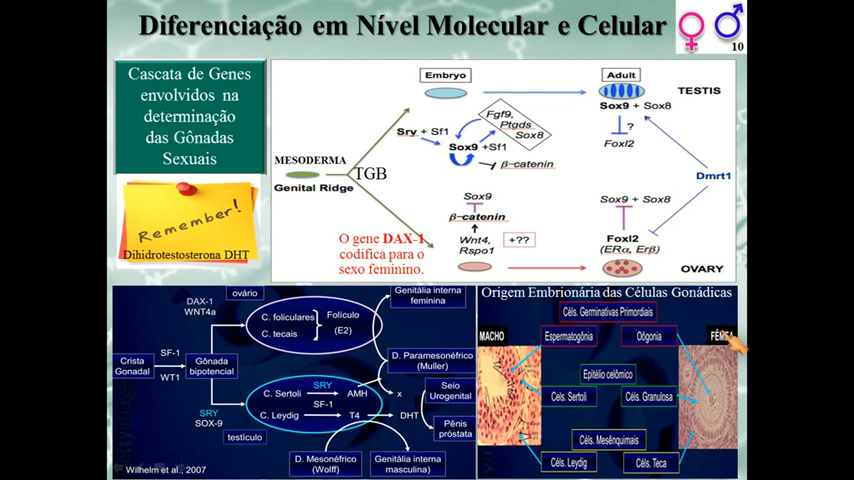 Diferenciação em Nível Molecular e Celular
10
Cascata de Genes
envolvidos na
determinação
das Gônadas
Sexuais
Remember!
Dihidrotestosterona DHT
Embryo
Adult
TESTIS
Sox9 + Sox8
?
Foxl2
Fgf9,
Ptgds
Sox8
Sry + Sf1
Sox9 +Sf1
β-catenin
MESODERMA
TGB
Genital Ridge
Dmrt1
Sox9
β-catenin
Wnt4,
Rspo1
+??
Sox9 + Sox8
Foxl2
(ERα, Erβ)
OVARY
O gene DAX-1
codifica para o
sexo feminino.
ovário
DAX-1
WNT4a
C. foliculares
C. tecais
Folículo
(E2)
Genitália interna
feminina
Crista
Gonadal
SF-1
WT1
Gônada
bipotencial
D. Paramesonéfrico
(Muller)
SRY
SOX-9
C. Sertoli
SRY
AMH
x
SF-1
C. Leydig
T4
DHT
Seio
Urogenital
Pênis
próstata
testículo
D. Mesonéfrico
(Wolff)
Genitália interna
masculina)
Wilhelm et al., 2007
Origem Embrionária das Células Gonádicas
Céls. Germinativas Primordiais
MACHO
Espermatogônia
Oôgonia
FÊMEA
Epitélio celômico
Céls. Sertoli
Céls. Granulosa
Céls. Mesênquimais
Céls. Leydig
Céls. Teca